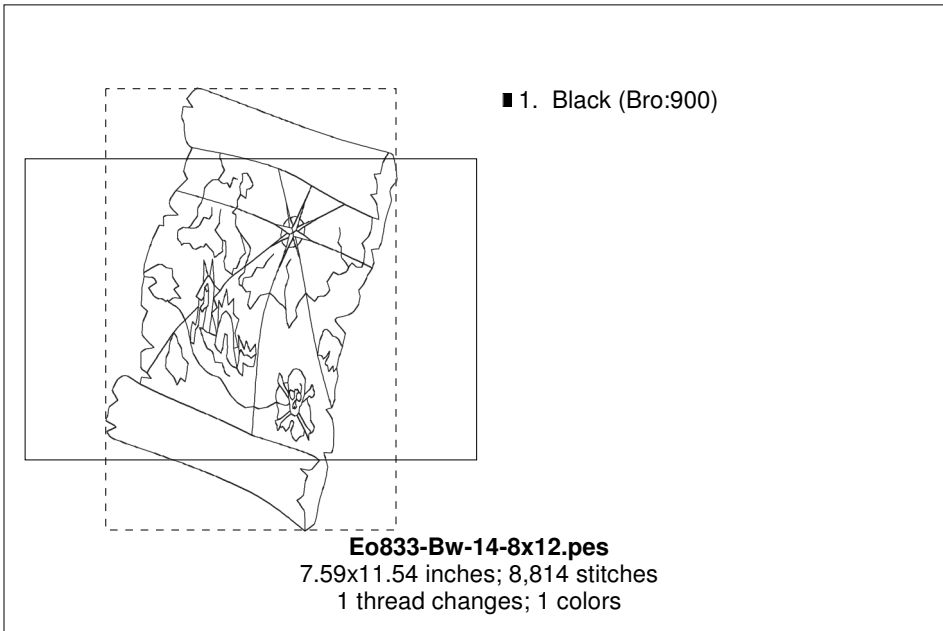 1. Black (Bro:900)
Eo833-Bw-14-8x12.pes
7.59x11.54 inches; 8,814 stitches
1 thread changes; 1 colors